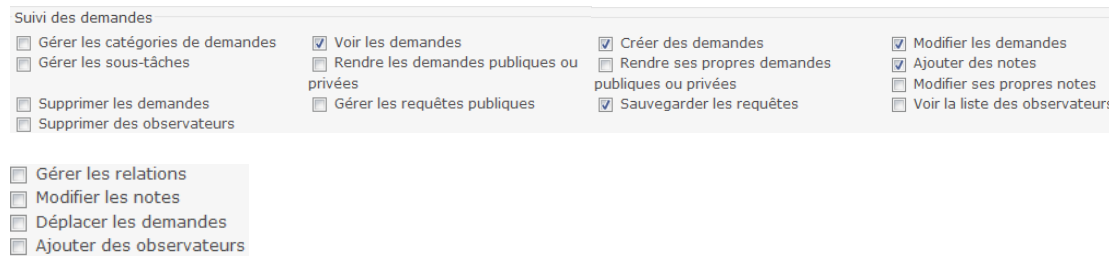 Suivi des demandes
Gérer les catégories de demandes Voir les demandes Créer des demandes Modifier les demandes
Gérer les sous-tâches Rendre les demandes publiques ou Rendre ses propres demandes Ajouter des notes
privées publiques ou privées Modifier ses propres notes
Supprimer les demandes Gérer les requêtes publiques Sauvegarder les requêtes Voir la liste des observateurs
Supprimer des observateurs
Gérer les relations
Modifier les notes
Déplacer les demandes
Ajouter des observateurs